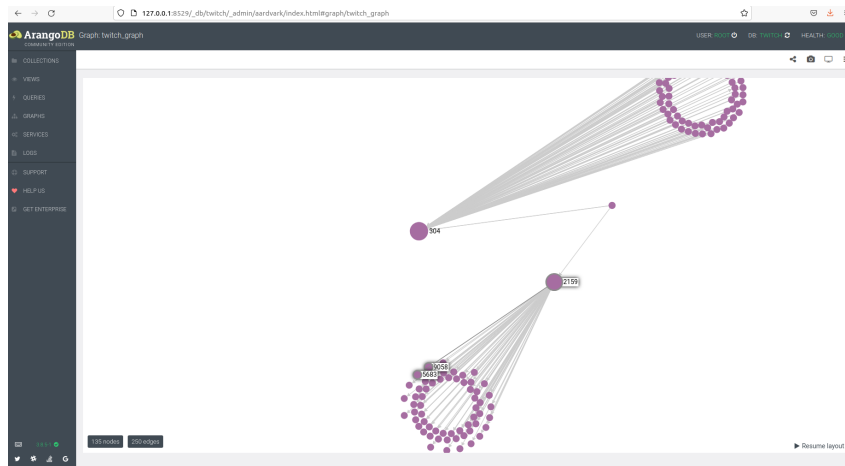 127.0.0.1:8529/_db/twitch/_admin/aardvark/index.html#graph/twitch_graph
ArangoDB
COMMUNITY EDITION
Graph: twitch_graph
USER: ROOT
DB: TWITCH
HEALTH: GOOD
COLLECTIONS
VIEWS
QUERIES
GRAPHS
SERVICES
LOGS
SUPPORT
HELP US
GET ENTERPRISE
304
2159
9058
5683
135 nodes
250 edges
Resume layout